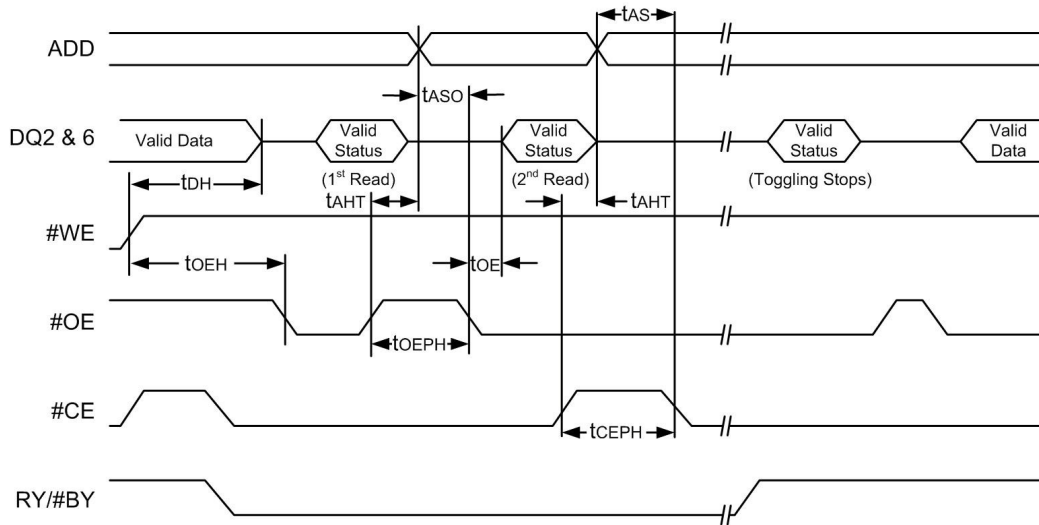 tAS
ADD
tASO
DQ2 & 6
Valid Data
Valid Status
Valid Status
Valid Status
Valid Data
tDH
(1st Read)
(2nd Read)
(Toggling Stops)
tAHT
tAHT
#WE
tOEH
tOE
#OE
tOEPH
#CE
tCEPH
RY/#BY